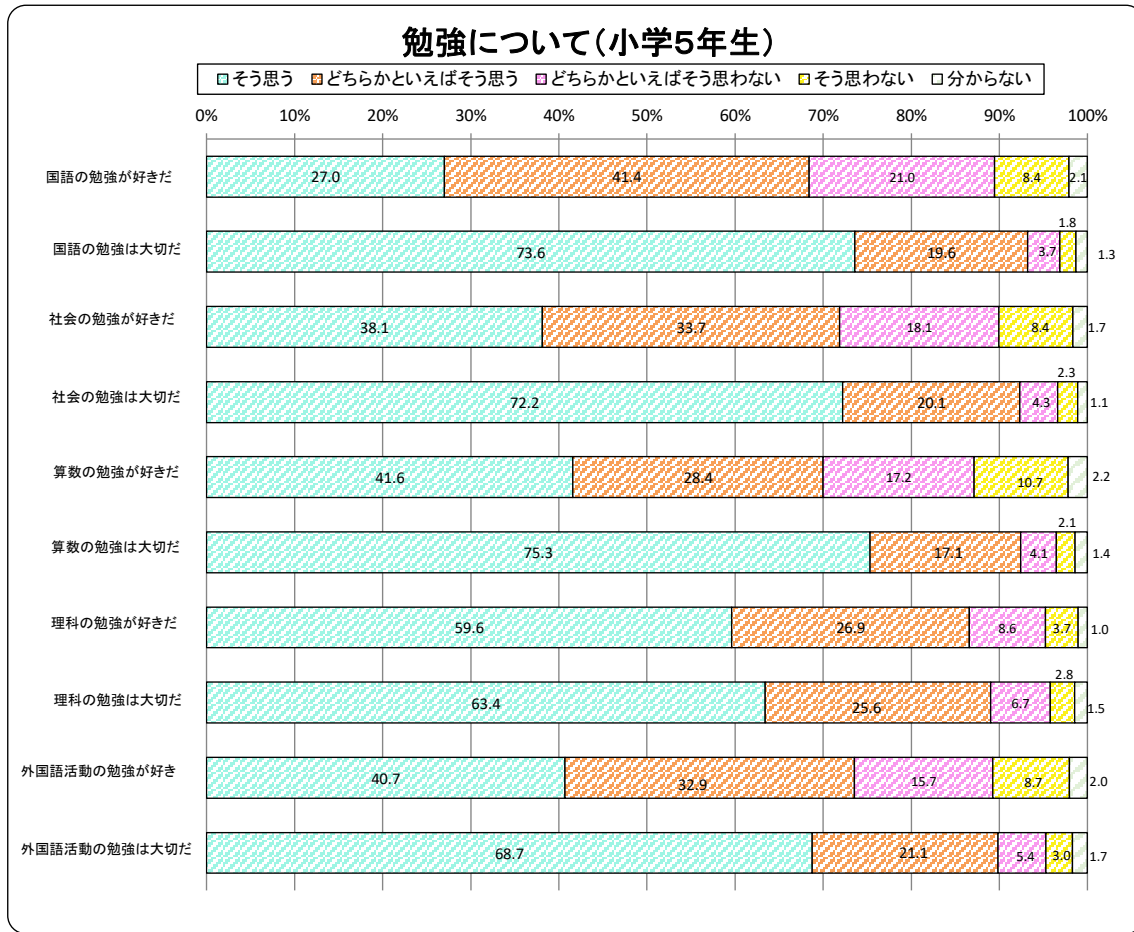 勉強について(小学5年生)
そう思う どちらかといえばそう思う どちらかといえばそう思わない そう思わない 分からない
0% 10% 20% 30% 40% 50% 60% 70% 80% 90% 100%
国語の勉強が好きだ 27.0 41.4 21.0 8.4 2.1
国語の勉強は大切だ 73.6 19.6 3.7 1.8 1.3
社会の勉強が好きだ 38.1 33.7 18.1 8.4 1.7
社会の勉強は大切だ 72.2 20.1 4.3 2.3 1.1
算数の勉強が好きだ 41.6 28.4 17.2 10.7 2.2
算数の勉強は大切だ 75.3 17.1 4.1 2.1 1.4
理科の勉強が好きだ 59.6 26.9 8.6 3.7 1.0
理科の勉強は大切だ 63.4 25.6 6.7 2.8 1.5
外国語活動の勉強が好き 40.7 32.9 15.7 8.7 2.0
外国語活動の勉強は大切だ 68.7 21.1 5.4 3.0 1.7